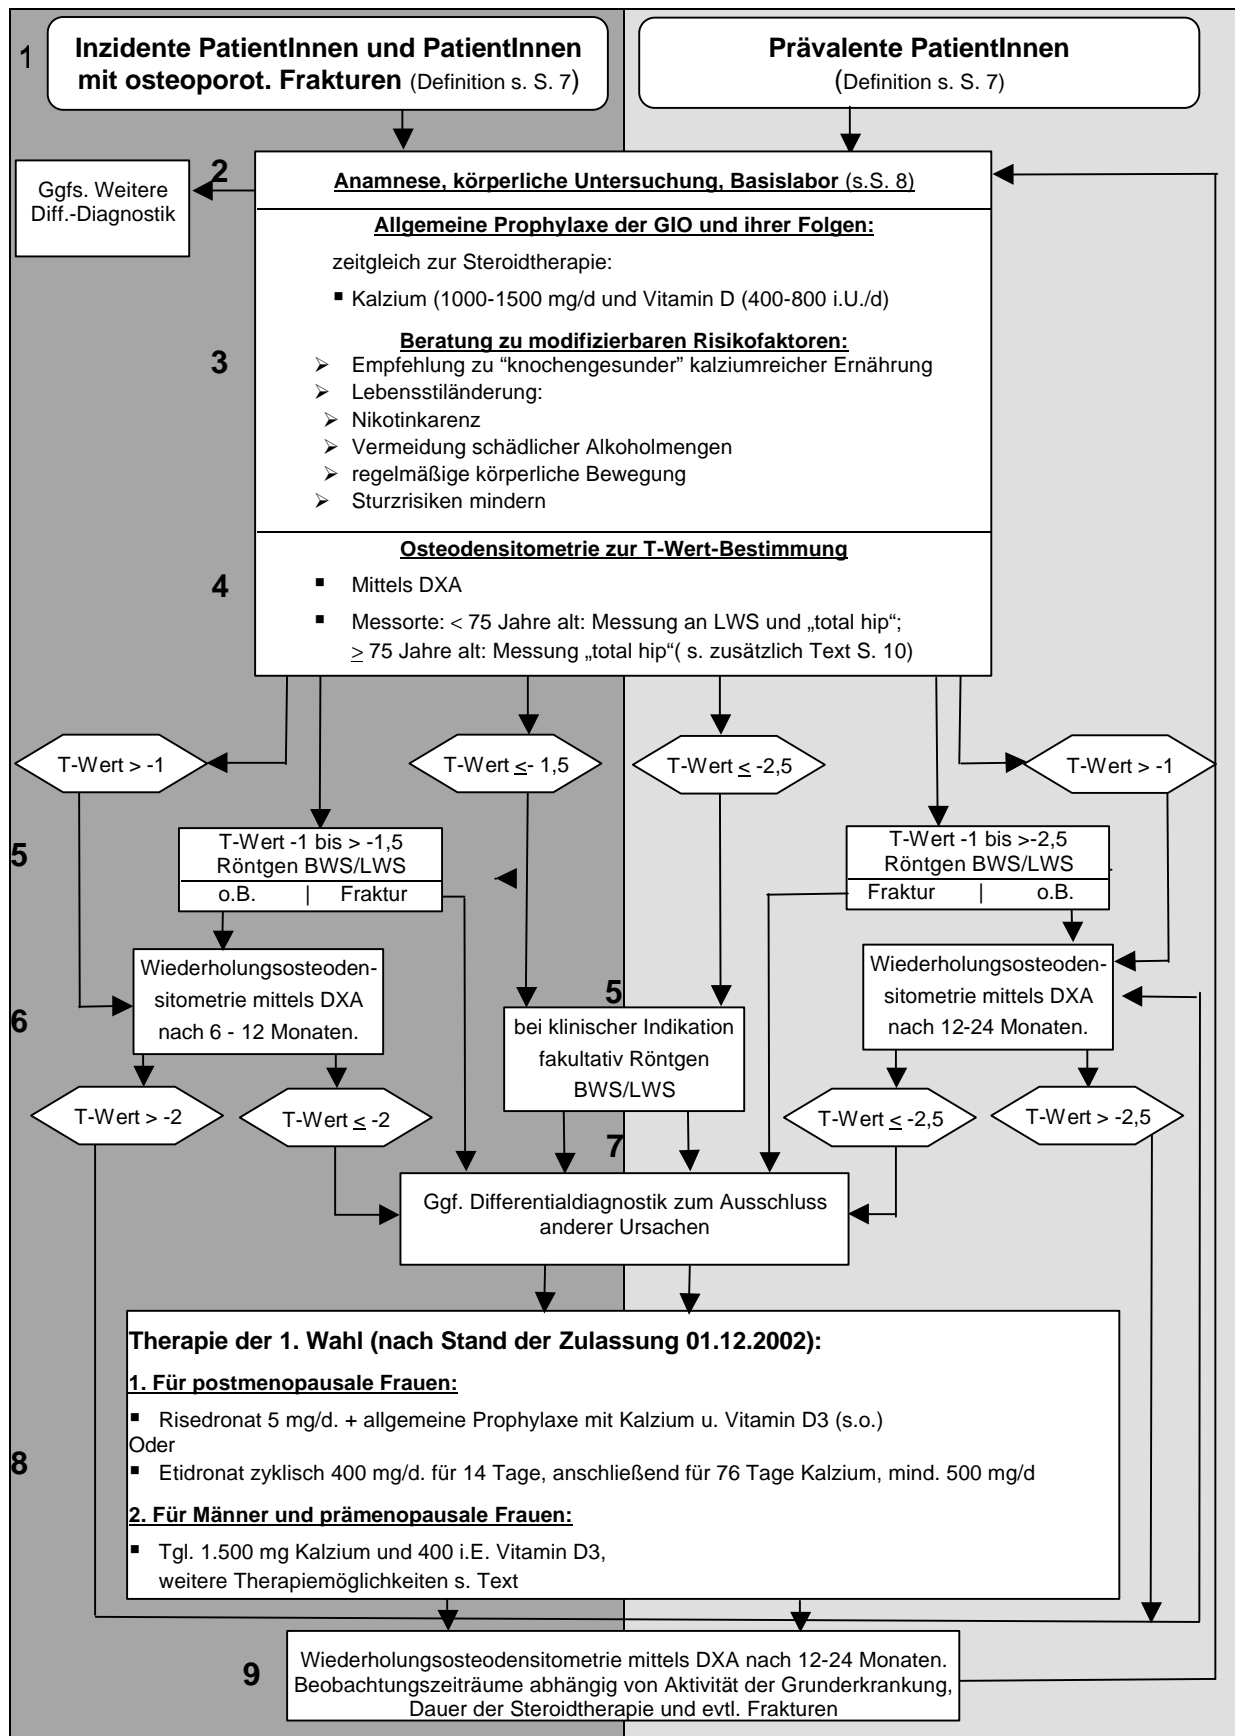 1
Inzidente PatientInnen und PatientInnen
mit osteoporot. Frakturen (Definition s. S. 7)
Prävalente PatientInnen
(Definition s. S. 7)
2
Ggfs. Weitere
Diff.-Diagnostik
Anamnese, körperliche Untersuchung, Basislabor (s.S. 8)
Allgemeine Prophylaxe der GIO und ihrer Folgen:
zeitgleich zur Steroidtherapie:
▪ Kalzium (1000-1500 mg/d und Vitamin D (400-800 i.U./d)
3
Beratung zu modifizierbaren Risikofaktoren:
➢ Empfehlung zu “knochengesunder” kalziumreicher Ernährung
➢ Lebensstiländerung:
➢ Nikotinkarenz
➢ Vermeidung schädlicher Alkoholmengen
➢ regelmäßige körperliche Bewegung
➢ Sturzrisiken mindern
4
Osteodensitometrie zur T-Wert-Bestimmung
▪ Mittels DXA
▪ Messorte: < 75 Jahre alt: Messung an LWS und „total hip“;
≥ 75 Jahre alt: Messung „total hip“( s. zusätzlich Text S. 10)
T-Wert > -1
T-Wert ≤- 1,5
T-Wert ≤ -2,5
T-Wert > -1
5
T-Wert -1 bis > -1,5
Röntgen BWS/LWS
o.B. | Fraktur
T-Wert -1 bis >-2,5
Röntgen BWS/LWS
Fraktur | o.B.
6
Wiederholungsosteoden-
sitometrie mittels DXA
nach 6 - 12 Monaten.
5
bei klinischer Indikation
fakultativ Röntgen
BWS/LWS
Wiederholungsosteoden-
sitometrie mittels DXA
nach 12-24 Monaten.
T-Wert > -2
T-Wert ≤ -2
T-Wert ≤ -2,5
T-Wert > -2,5
7
Ggf. Differentialdiagnostik zum Ausschluss
anderer Ursachen
8
Therapie der 1. Wahl (nach Stand der Zulassung 01.12.2002):
1. Für postmenopausale Frauen:
▪ Risedronat 5 mg/d. + allgemeine Prophylaxe mit Kalzium u. Vitamin D3 (s.o.)
Oder
▪ Etidronat zyklisch 400 mg/d. für 14 Tage, anschließend für 76 Tage Kalzium, mind. 500 mg/d
2. Für Männer und prämenopausale Frauen:
▪ Tgl. 1.500 mg Kalzium und 400 i.E. Vitamin D3,
weitere Therapiemöglichkeiten s. Text
9
Wiederholungsosteodensitometrie mittels DXA nach 12-24 Monaten.
Beobachtungszeiträume abhängig von Aktivität der Grunderkrankung,
Dauer der Steroidtherapie und evtl. Frakturen